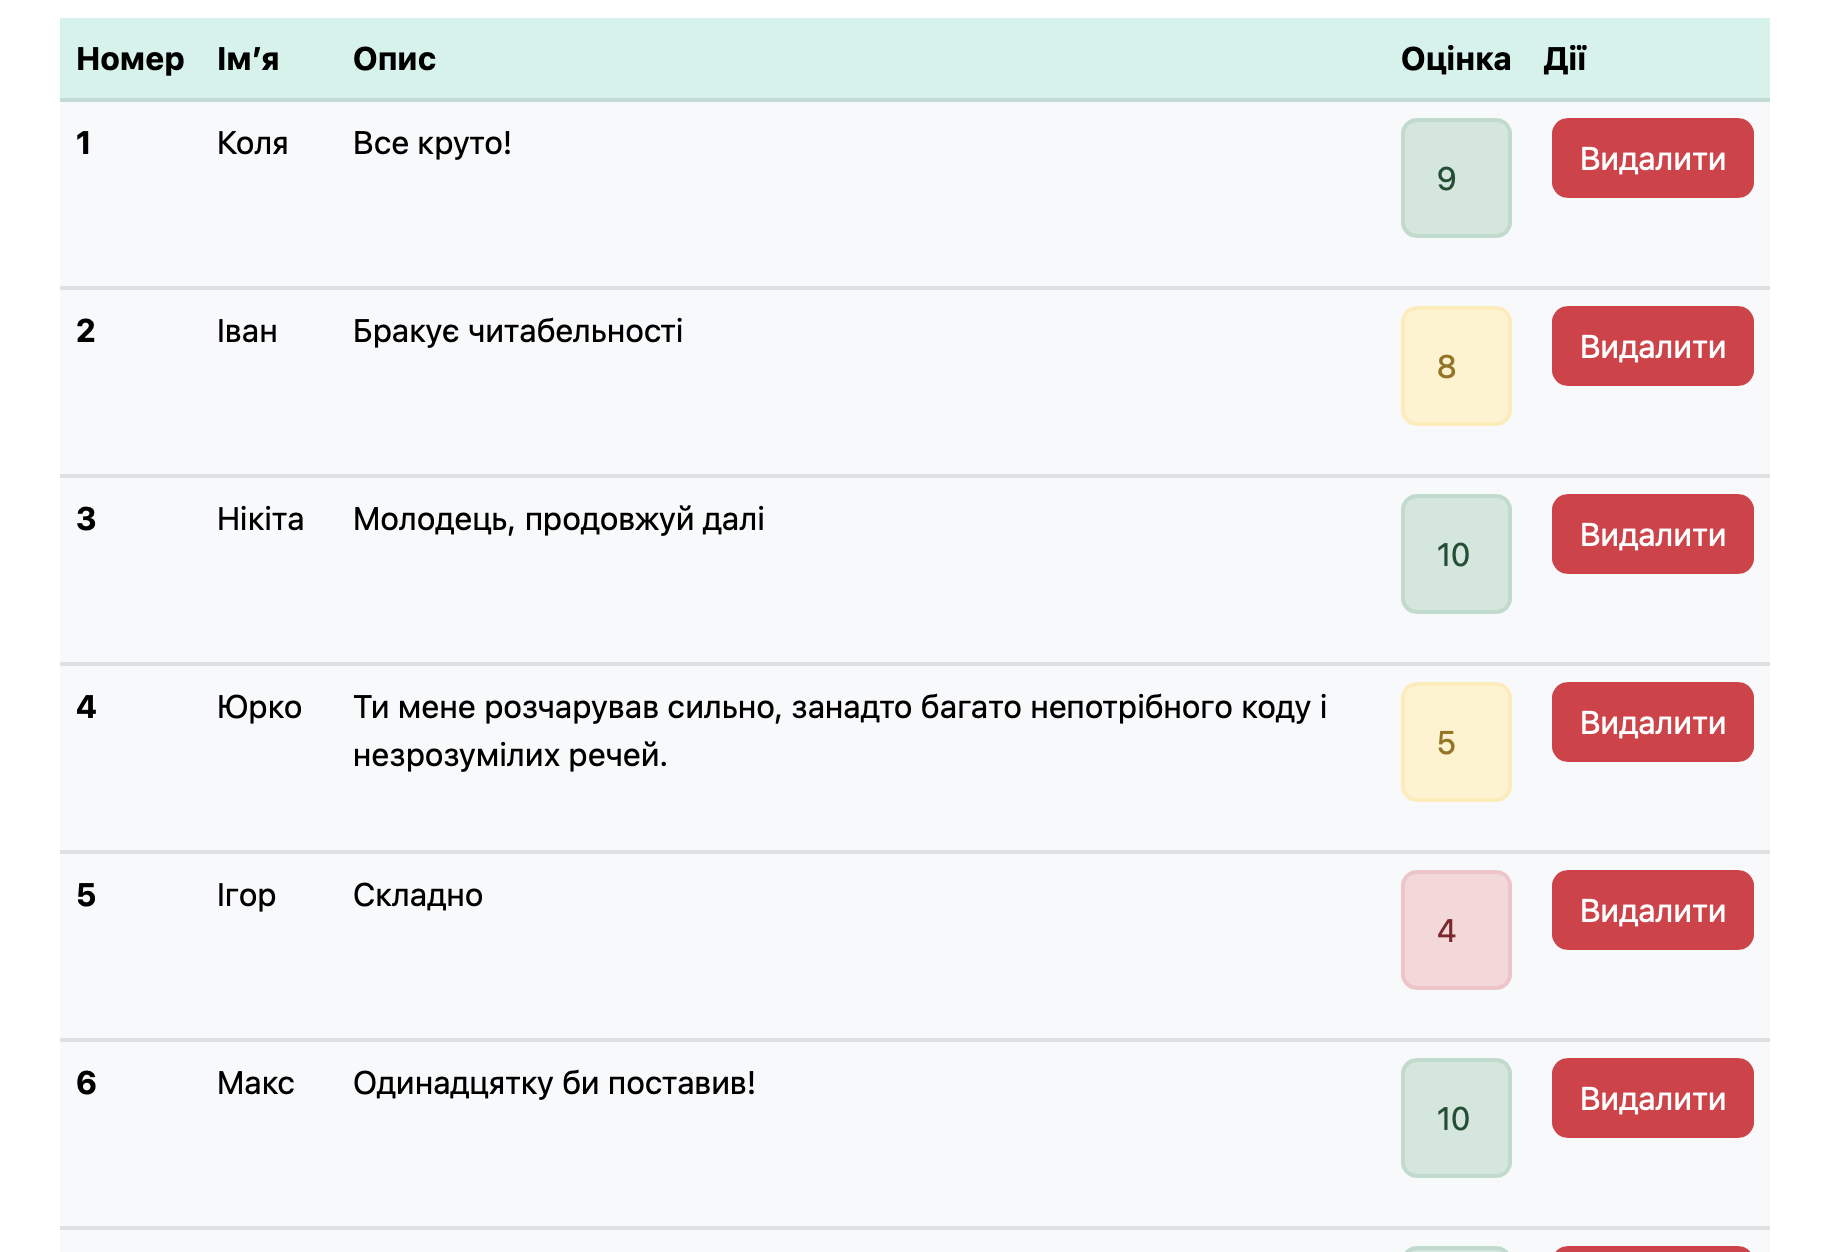 Номер Ім’я Опис Оцінка Дії
1 Коля Все круто! 9 Видалити
2 Іван Бракує читабельності 8 Видалити
3 Нікіта Молодець, продовжуй далі 10 Видалити
4 Юрко Ти мене розчарував сильно, занадто багато непотрібного коду і 5 Видалити
незрозумілих речей.
5 Ігор Складно 4 Видалити
6 Макс Одинадцятку би поставив! 10 Видалити